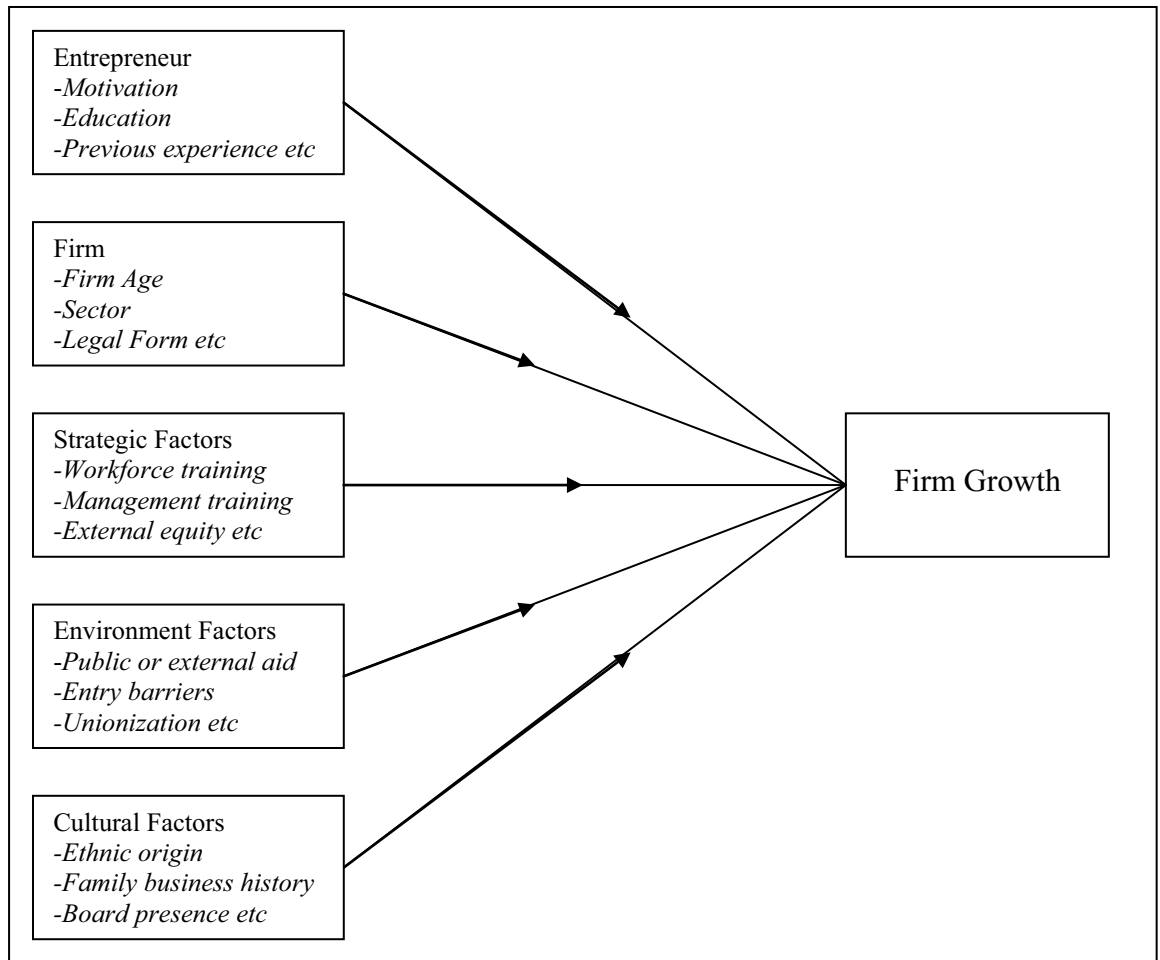 Entrepreneur
-Motivation
-Education
-Previous experience etc
Firm
-Firm Age
-Sector
-Legal Form etc
Strategic Factors
-Workforce training
-Management training
-External equity etc
Firm Growth
Environment Factors
-Public or external aid
-Entry barriers
-Unionization etc
Cultural Factors
-Ethnic origin
-Family business history
-Board presence etc